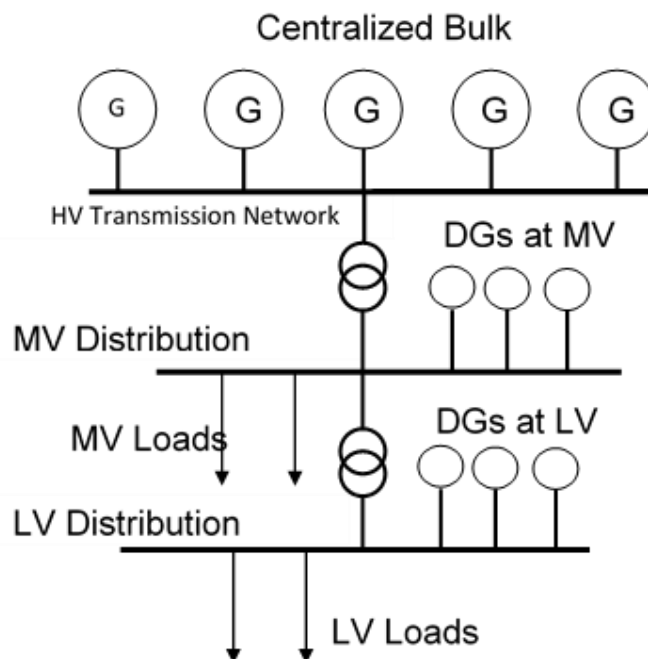 Centralized Bulk
G G G G G
HV Transmission Network
DGs at MV
MV Distribution
MV Loads
DGs at LV
LV Distribution
LV Loads